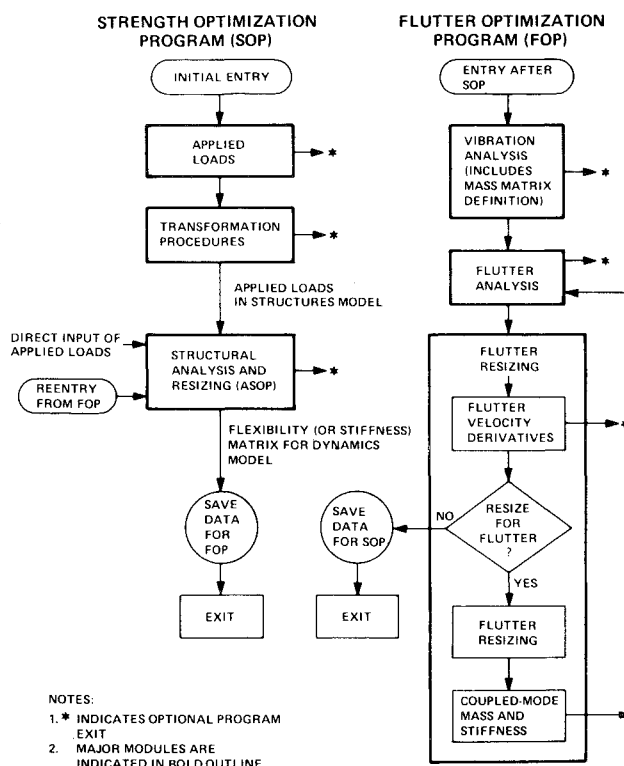 STRENGTH OPTIMIZATION
PROGRAM (SOP)
INITIAL ENTRY
APPLIED
LOADS
*
TRANSFORMATION
PROCEDURES
*
APPLIED LOADS
IN STRUCTURES MODEL
DIRECT INPUT OF
APPLIED LOADS
STRUCTURAL
ANALYSIS AND
RESIZING (ASOP)
*
REENTRY
FROM FOP
FLEXIBILITY (OR STIFFNESS)
MATRIX FOR DYNAMICS
MODEL
SAVE
DATA
FOR
FOP
EXIT
FLUTTER OPTIMIZATION
PROGRAM (FOP)
ENTRY AFTER
SOP
VIBRATION
ANALYSIS
(INCLUDES
MASS MATRIX
DEFINITION)
*
FLUTTER
ANALYSIS
*
FLUTTER
RESIZING
FLUTTER
VELOCITY
DERIVATIVES
*
RESIZE
FOR
FLUTTER
?
NO
SAVE
DATA
FOR SOP
EXIT
YES
FLUTTER
RESIZING
COUPLED-MODE
MASS AND
STIFFNESS
NOTES:
1. * INDICATES OPTIONAL PROGRAM
EXIT
2. MAJOR MODULES ARE
INDICATED IN BOLD OUTLINE